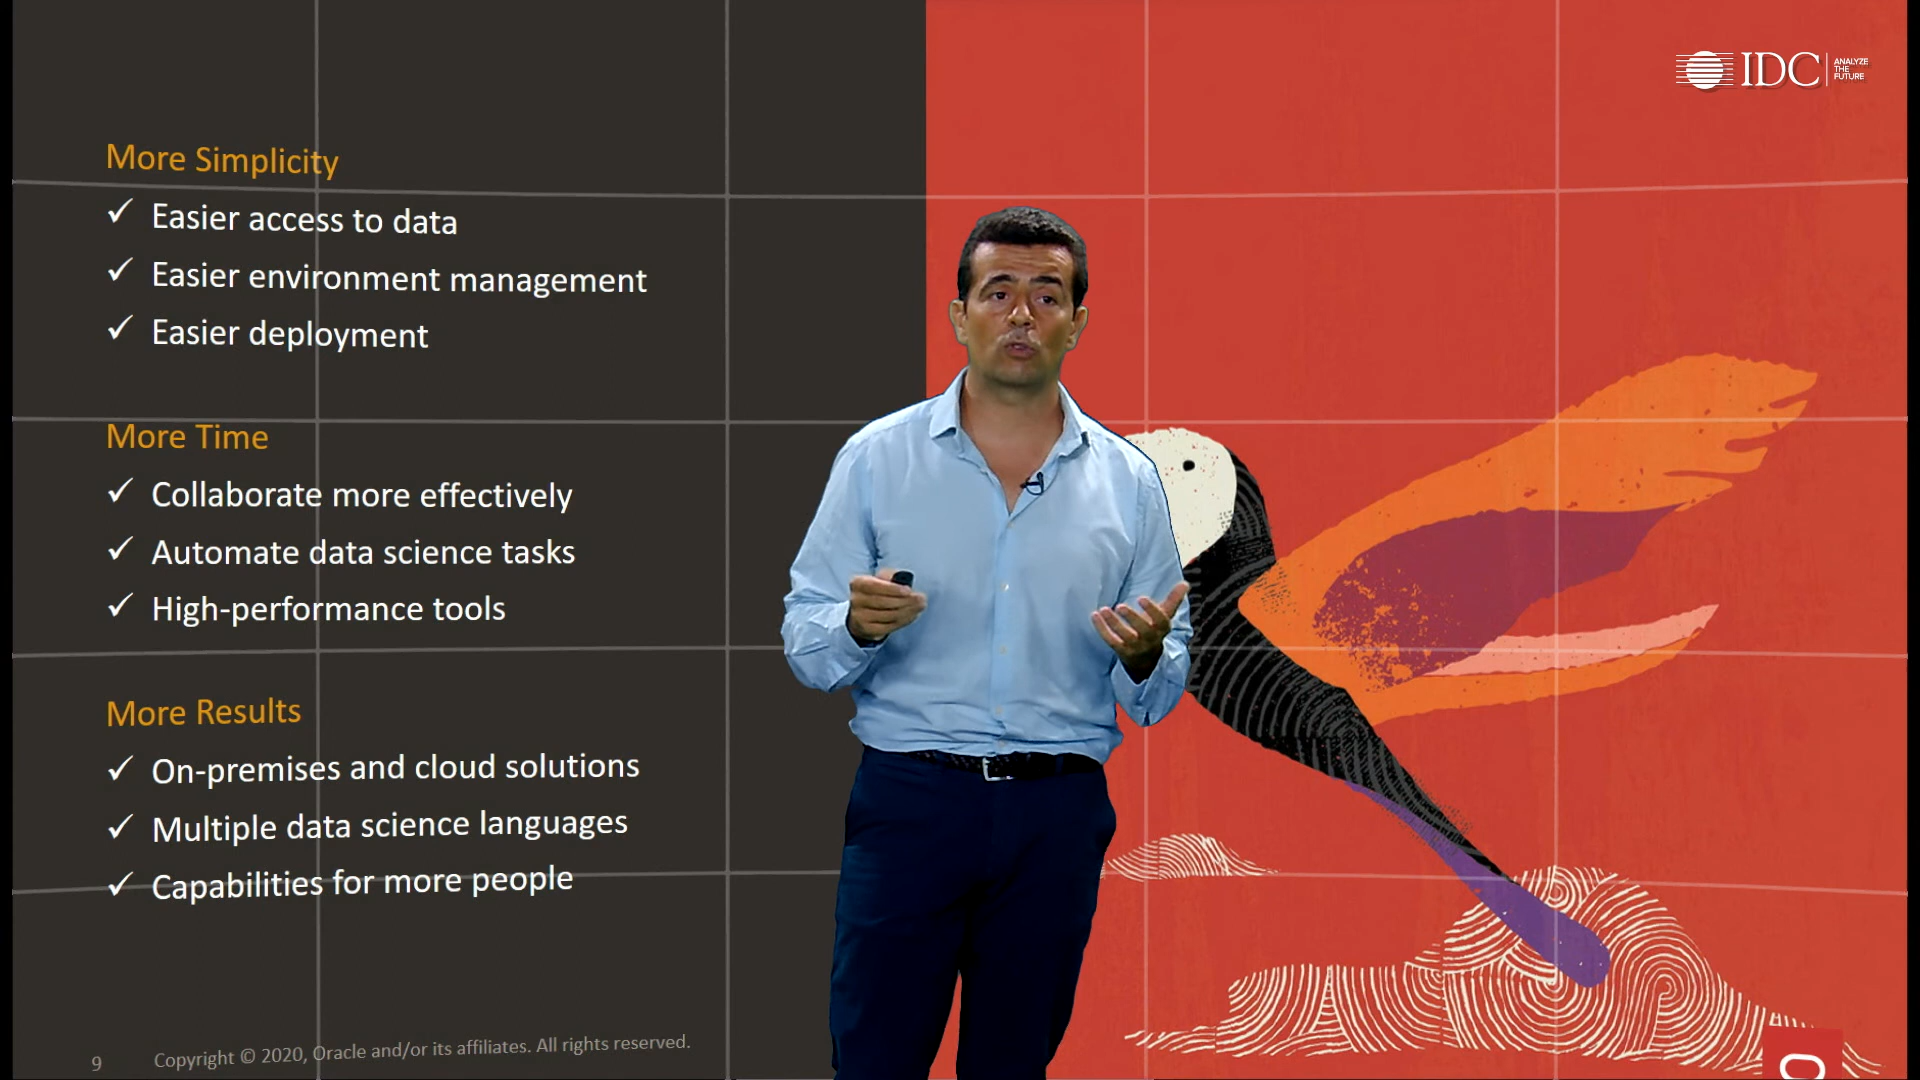 IDC
ANALYZE
THE
FUTURE
More Simplicity
✓ Easier access to data
✓ Easier environment management
✓ Easier deployment
More Time
✓ Collaborate more effectively
✓ Automate data science tasks
✓ High-performance tools
More Results
✓ On-premises and cloud solutions
✓ Multiple data science languages
✓ Capabilities for more people
9
Copyright © 2020, Oracle and/or its affiliates. All rights reserved.